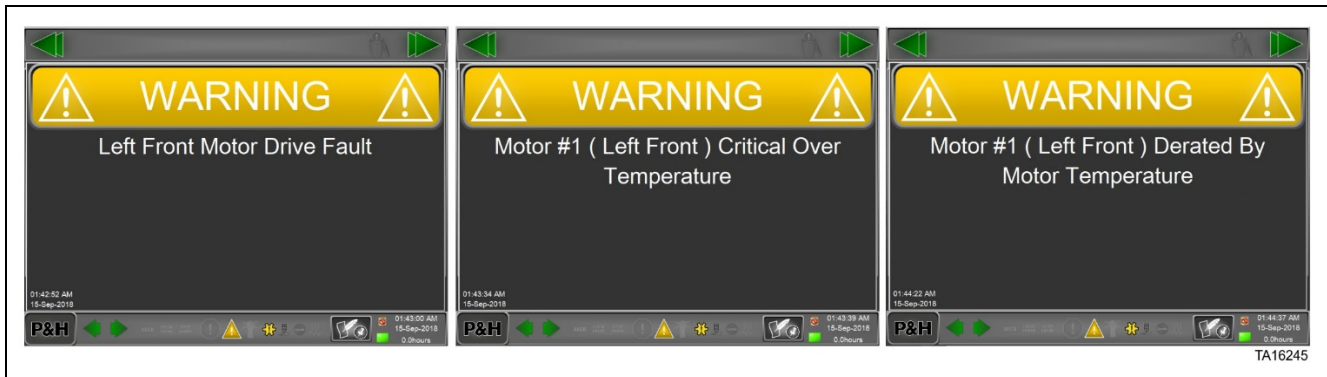 WARNING
Left Front Motor Drive Fault
01:42:52 AM
15-Sep-2018
P&H
01:43:00 AM
15-Sep-2018
0.0hours
WARNING
Motor #1 ( Left Front ) Critical Over
Temperature
01:43:34 AM
15-Sep-2018
P&H
01:43:39 AM
15-Sep-2018
0.0hours
WARNING
Motor #1 ( Left Front ) Derated By
Motor Temperature
01:44:22 AM
15-Sep-2018
P&H
01:44:37 AM
15-Sep-2018
0.0hours
TA16245